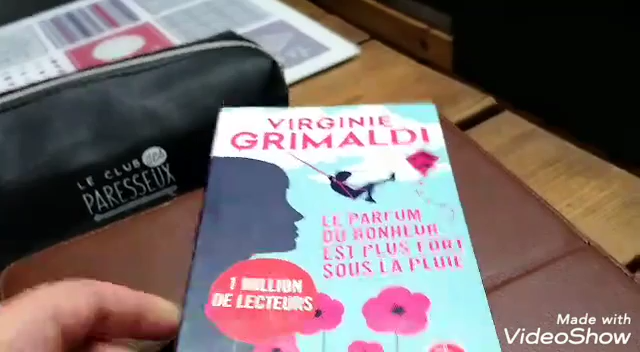 LE CLUB DES
PARESSEUX
VIRGINIE
GRIMALDI
LE PARFUM
DU BONHEUR
EST PLUS FORT
SOUS LA PLUIE
1 MILLION
DE LECTEURS
Made with
VideoShow